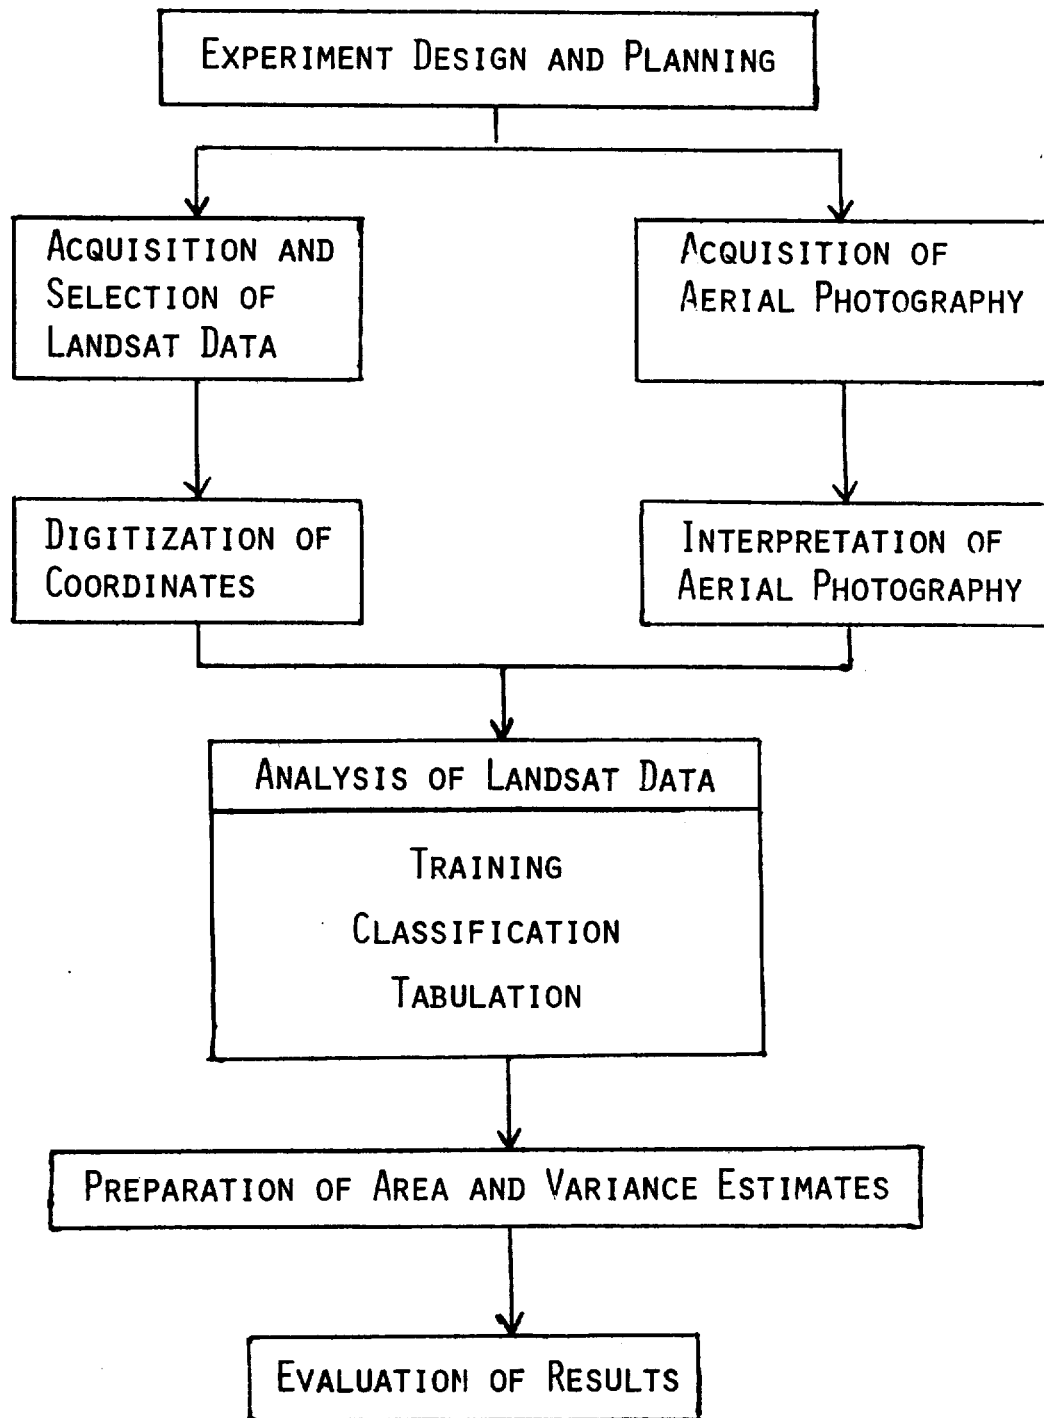 EXPERIMENT DESIGN AND PLANNING
ACQUISITION AND
SELECTION OF
LANDSAT DATA
ACQUISITION OF
AERIAL PHOTOGRAPHY
DIGITIZATION OF
COORDINATES
INTERPRETATION OF
AERIAL PHOTOGRAPHY
ANALYSIS OF LANDSAT DATA
TRAINING
CLASSIFICATION
TABULATION
PREPARATION OF AREA AND VARIANCE ESTIMATES
EVALUATION OF RESULTS